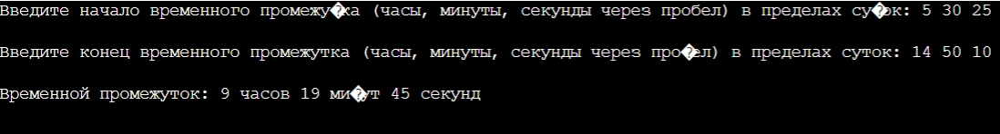 Введите начало временного промежу�ка (часы, минуты, секунды через пробел) в пределах су�ок: 5 30 25
Введите конец временного промежутка (часы, минуты, секунды через про�ел) в пределах суток: 14 50 10
Временной промежуток: 9 часов 19 ми�ут 45 секунд